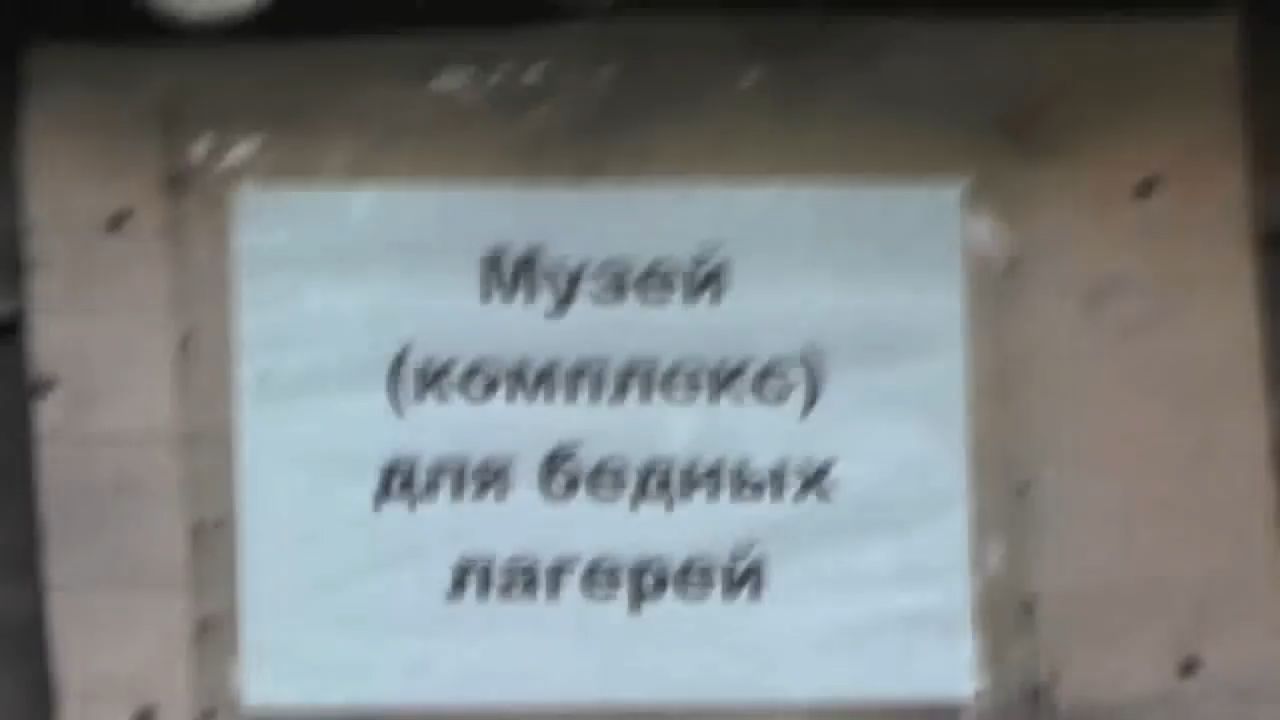 Музей
(комплекс)
для бедных
лагерей